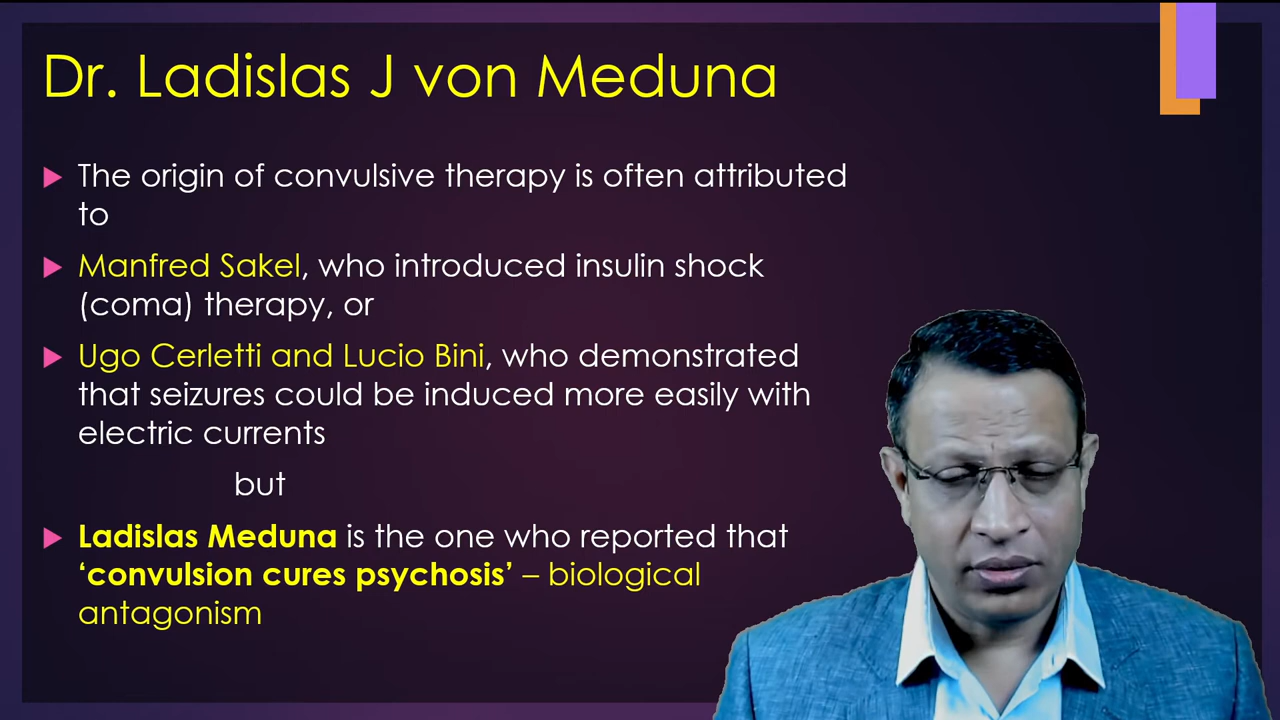 Dr. Ladislas J von Meduna
The origin of convulsive therapy is often attributed
to
Manfred Sakel, who introduced insulin shock
(coma) therapy, or
Ugo Cerletti and Lucio Bini, who demonstrated
that seizures could be induced more easily with
electric currents
but
Ladislas Meduna is the one who reported that
‘convulsion cures psychosis’ – biological
antagonism